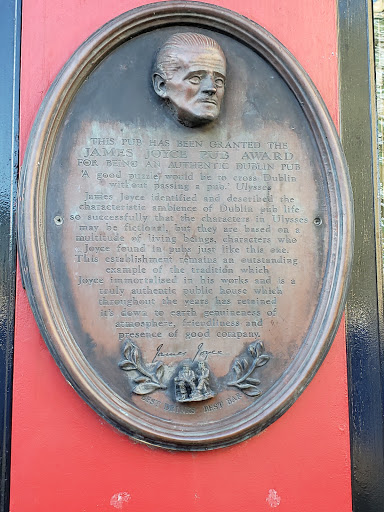 THIS PUB HAS BEEN GRANTED THE
JAMES JOYCE PUB AWARD
FOR BEING AN AUTHENTIC DUBLIN PUB
'A good puzzle would be to cross Dublin
without passing a pub.' Ulysses
James Joyce identified and described the
characteristic ambience of Dublin pub life
so successfully that the characters in Ulysses
may be fictional, but they are based on a
multitude of living beings, characters who
Joyce found in pubs just like this one.
This establishment remains an outstanding
example of the tradition which
Joyce immortalised in his works and is a
truly authentic public house which
throughout the years has retained
it's down to earth genuineness of
atmosphere, friendliness and
presence of good company.
James Joyce
BEST BEST BAR